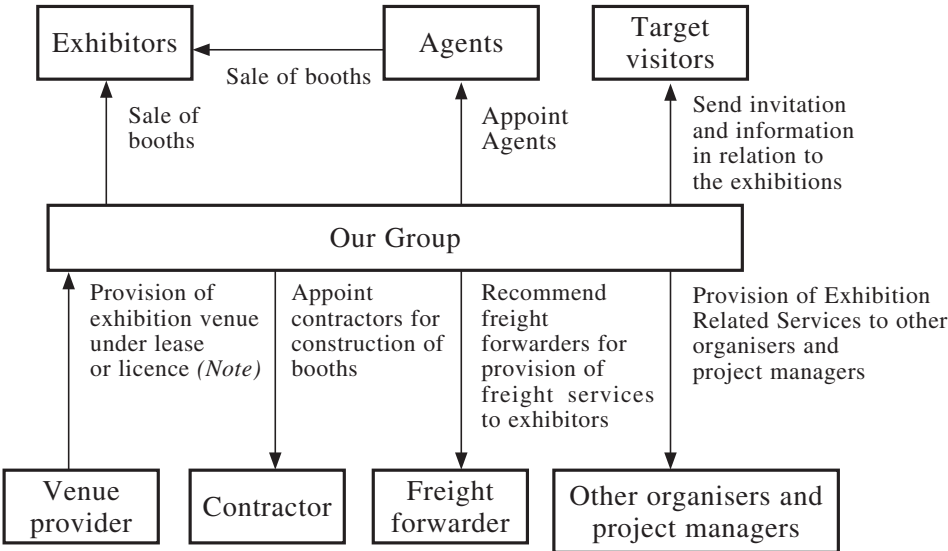 Exhibitors
Agents
Target
visitors
Sale of booths
Sale of
booths
Appoint
Agents
Send invitation
and information
in relation to
the exhibitions
Our Group
Provision of
exhibition venue
under lease
or licence (Note)
Appoint
contractors for
construction of
booths
Recommend
freight
forwarders for
provision of
freight services
to exhibitors
Provision of Exhibition
Related Services to other
organisers and
project managers
Venue
provider
Contractor
Freight
forwarder
Other organisers and
project managers